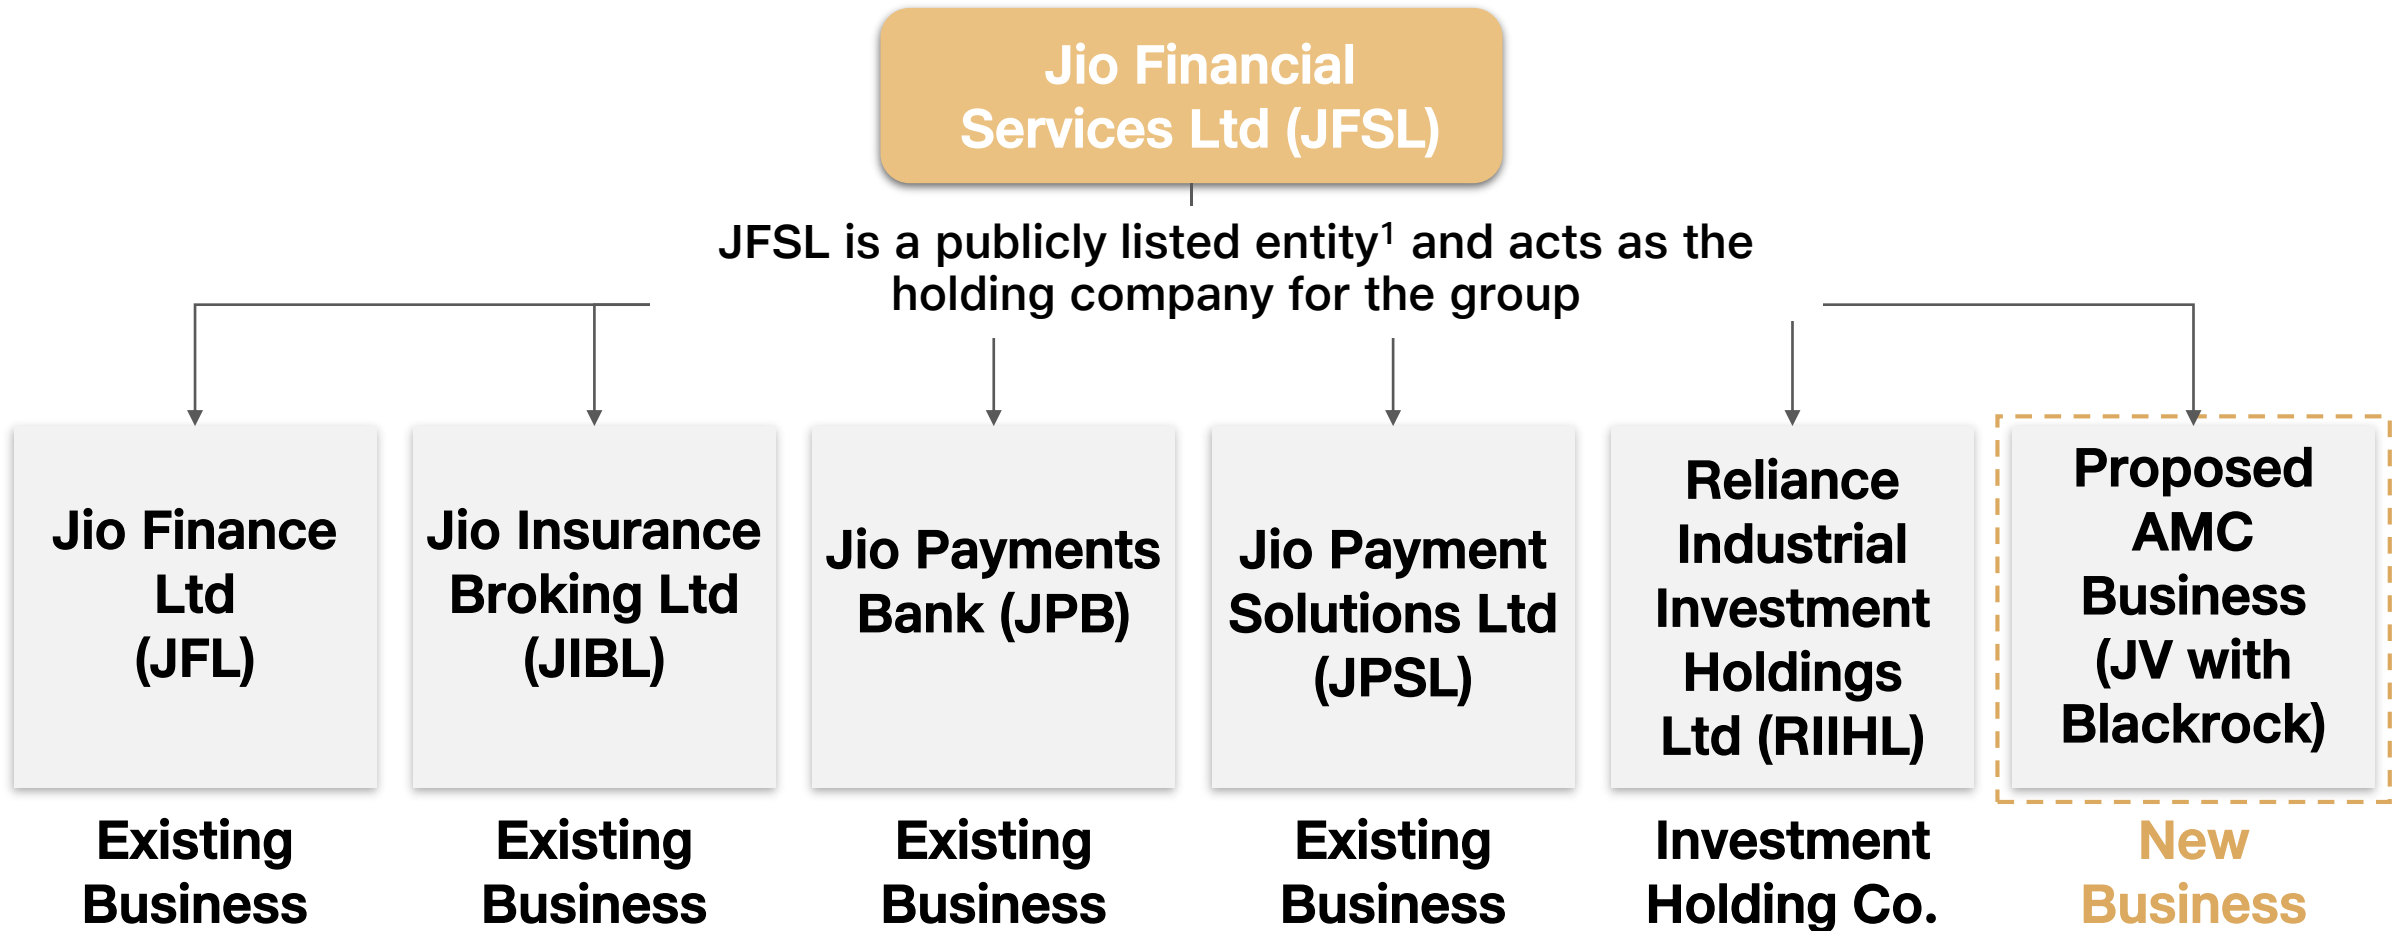 Jio Financial
Services Ltd (JFSL)
JFSL is a publicly listed entity¹ and acts as the
holding company for the group
Jio Finance
Ltd
(JFL)
Jio Insurance
Broking Ltd
(JIBL)
Jio Payments
Bank (JPB)
Jio Payment
Solutions Ltd
(JPSL)
Reliance
Industrial
Investment
Holdings
Ltd (RIIHL)
Proposed
AMC
Business
(JV with
Blackrock)
Existing
Business
Existing
Business
Existing
Business
Existing
Business
Investment
Holding Co.
New
Business